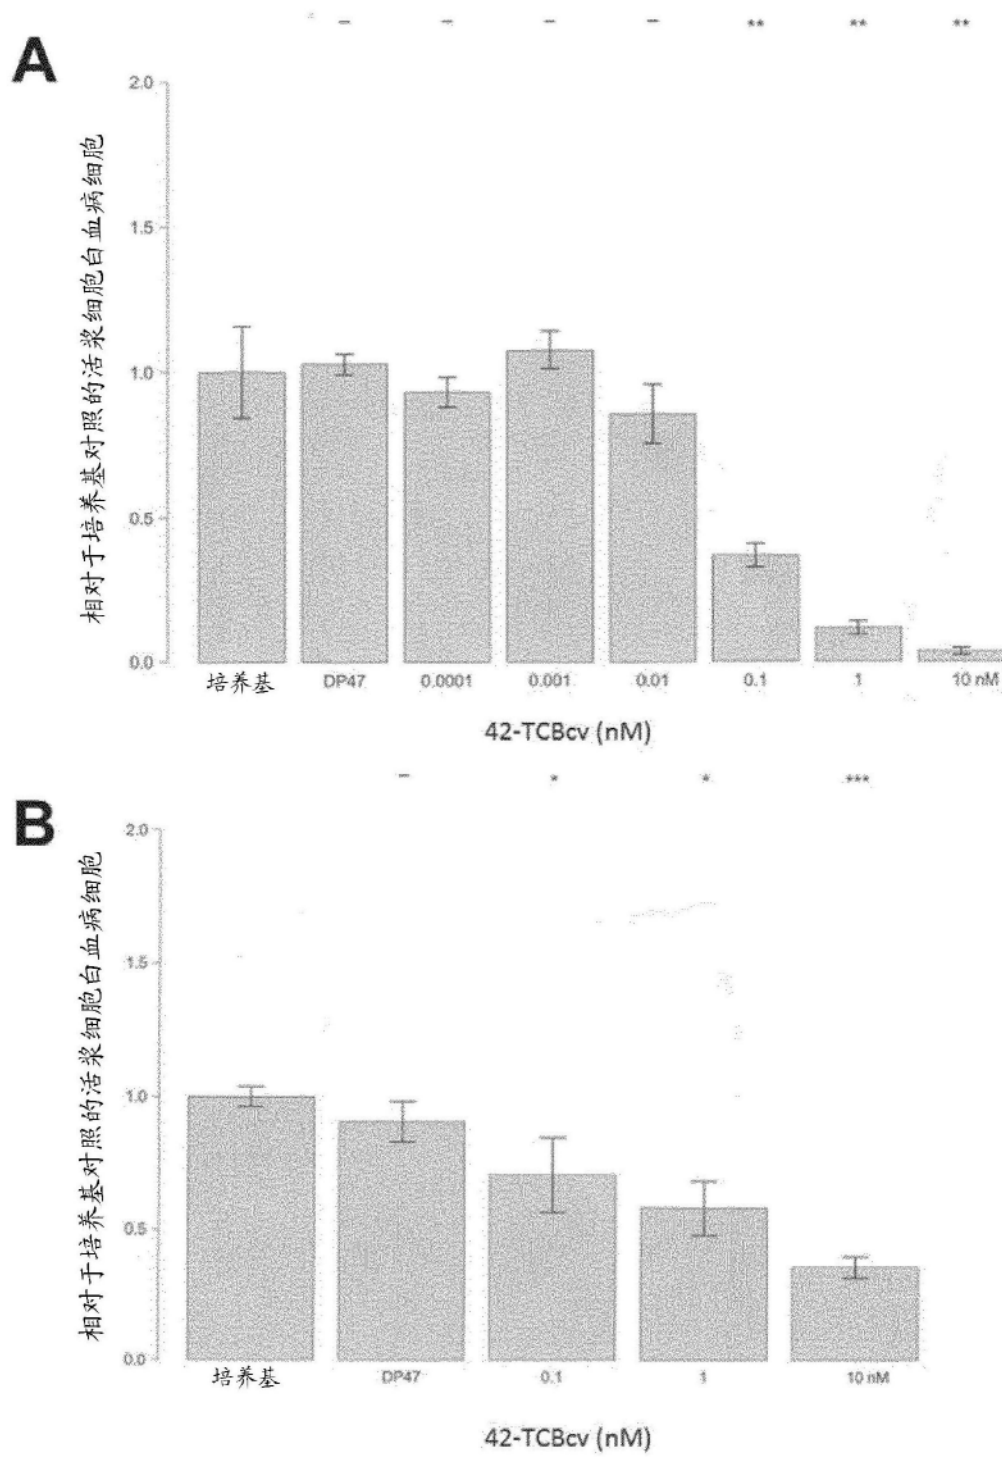 – – – – ** ** **
A
2.0
1.5
1.0
0.5
0.0
相对于培养基对照的活浆细胞白血病细胞
培养基 DP47 0.0001 0.001 0.01 0.1 1 10 nM
42-TCBcv (nM)
– * * ***
B
2.0
1.5
1.0
0.5
0.0
相对于培养基对照的活浆细胞白血病细胞
培养基 DP47 0.1 1 10 nM
42-TCBcv (nM)